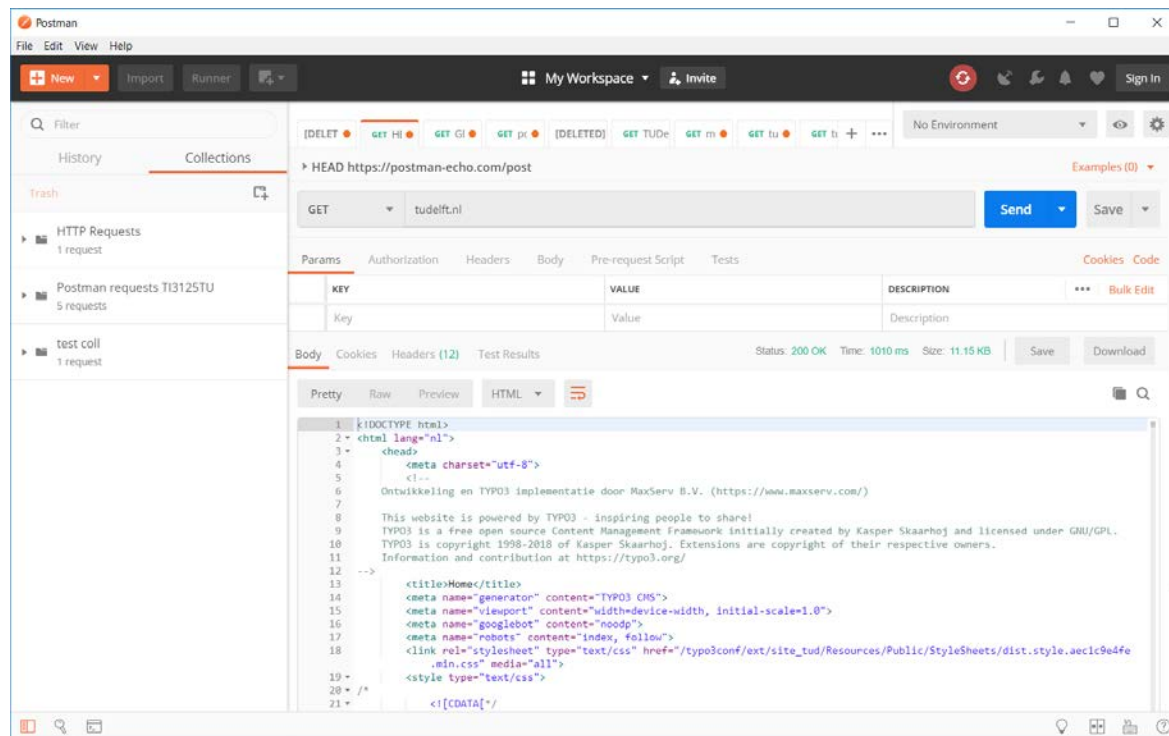 Postman
File Edit View Help
New Import Runner My Workspace Invite Sign In
Filter
History Collections
Trash
HTTP Requests
1 request
Postman requests TI3125TU
5 requests
test coll
1 request
[DELET GET HI GET GI GET pc [DELETED] GET TUDe GET m GET tu GET t + ••• No Environment
HEAD https://postman-echo.com/post Examples (0)
GET tudelft.nl Send Save
Params Authorization Headers Body Pre-request Script Tests Cookies Code
KEY VALUE DESCRIPTION ••• Bulk Edit
Key Value Description
Body Cookies Headers (12) Test Results Status: 200 OK Time: 1010 ms Size: 11.15 KB Save Download
Pretty Raw Preview HTML
1 <!DOCTYPE html>
2 <html lang="nl">
3 <head>
4 <meta charset="utf-8">
5 <!--
6 Ontwikkeling en TYPO3 implementatie door MaxServ B.V. (https://www.maxserv.com/)
7
8 This website is powered by TYPO3 - inspiring people to share!
9 TYPO3 is a free open source Content Management Framework initially created by Kasper Skaarhoj and licensed under GNU/GPL.
10 TYPO3 is copyright 1998-2018 of Kasper Skaarhoj. Extensions are copyright of their respective owners.
11 Information and contribution at https://typo3.org/
12 -->
13 <title>Home</title>
14 <meta name="generator" content="TYPO3 CMS">
15 <meta name="viewport" content="width=device-width, initial-scale=1.0">
16 <meta name="googlebot" content="noodp">
17 <meta name="robots" content="index, follow">
18 <link rel="stylesheet" type="text/css" href="/typo3conf/ext/site_tud/Resources/Public/StyleSheets/dist.style.aec1c9e4fe
.min.css" media="all">
19 <style type="text/css">
20 /*
21 <![CDATA[*/